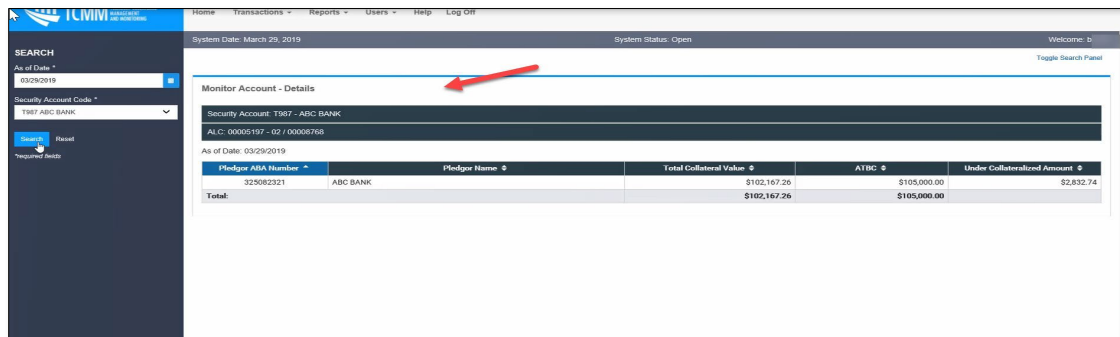 TCMM MANAGEMENT AND MONITORING
Home Transactions Reports Users Help Log Off
System Date: March 29, 2019 System Status: Open Welcome: b
Toggle Search Panel
SEARCH
As of Date *
03/29/2019
Security Account Code *
T987 ABC BANK
Search Reset
*required fields
Monitor Account - Details
Security Account: T987 - ABC BANK
ALC: 00005197 - 02 / 00008768
As of Date: 03/29/2019
Pledgor ABA Number Pledgor Name Total Collateral Value ATBC Under Collateralized Amount
325082321 ABC BANK $102,167.26 $105,000.00 $2,832.74
Total: $102,167.26 $105,000.00